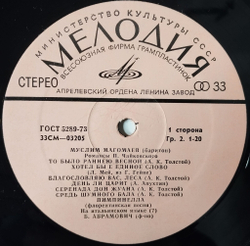 МИНИСТЕРСТВО КУЛЬТУРЫ СССР
МЕЛОДИЯ
ВСЕСОЮЗНАЯ ФИРМА ГРАМПЛАСТИНОК
СТЕРЕО
33
АПРЕЛЕВСКИЙ ОРДЕНА ЛЕНИНА ЗАВОД
ГОСТ 5289-73
1 сторона
33СМ—03205
Гр. 2. 1-20
МУСЛИМ МАГОМАЕВ (баритон)
Романсы П. Чайковского
ТО БЫЛО РАННЕЮ ВЕСНОЙ (А. К. Толстой)
ХОТЕЛ БЫ В ЕДИНОЕ СЛОВО
(Л. Мей, из Г. Гейне)
БЛАГОСЛОВЛЯЮ ВАС, ЛЕСА (А. К. Толстой)
ДЕНЬ ЛИ ЦАРИТ (А. Апухтин)
СЕРЕНАДА ДОН ЖУАНА (А. К. Толстой)
СРЕДЬ ШУМНОГО БАЛА (А. К. Толстой)
ПИМПИНЕЛЛА
(флорентийская песня)
На итальянском языке (7)
Б. АБРАМОВИЧ (ф-но)